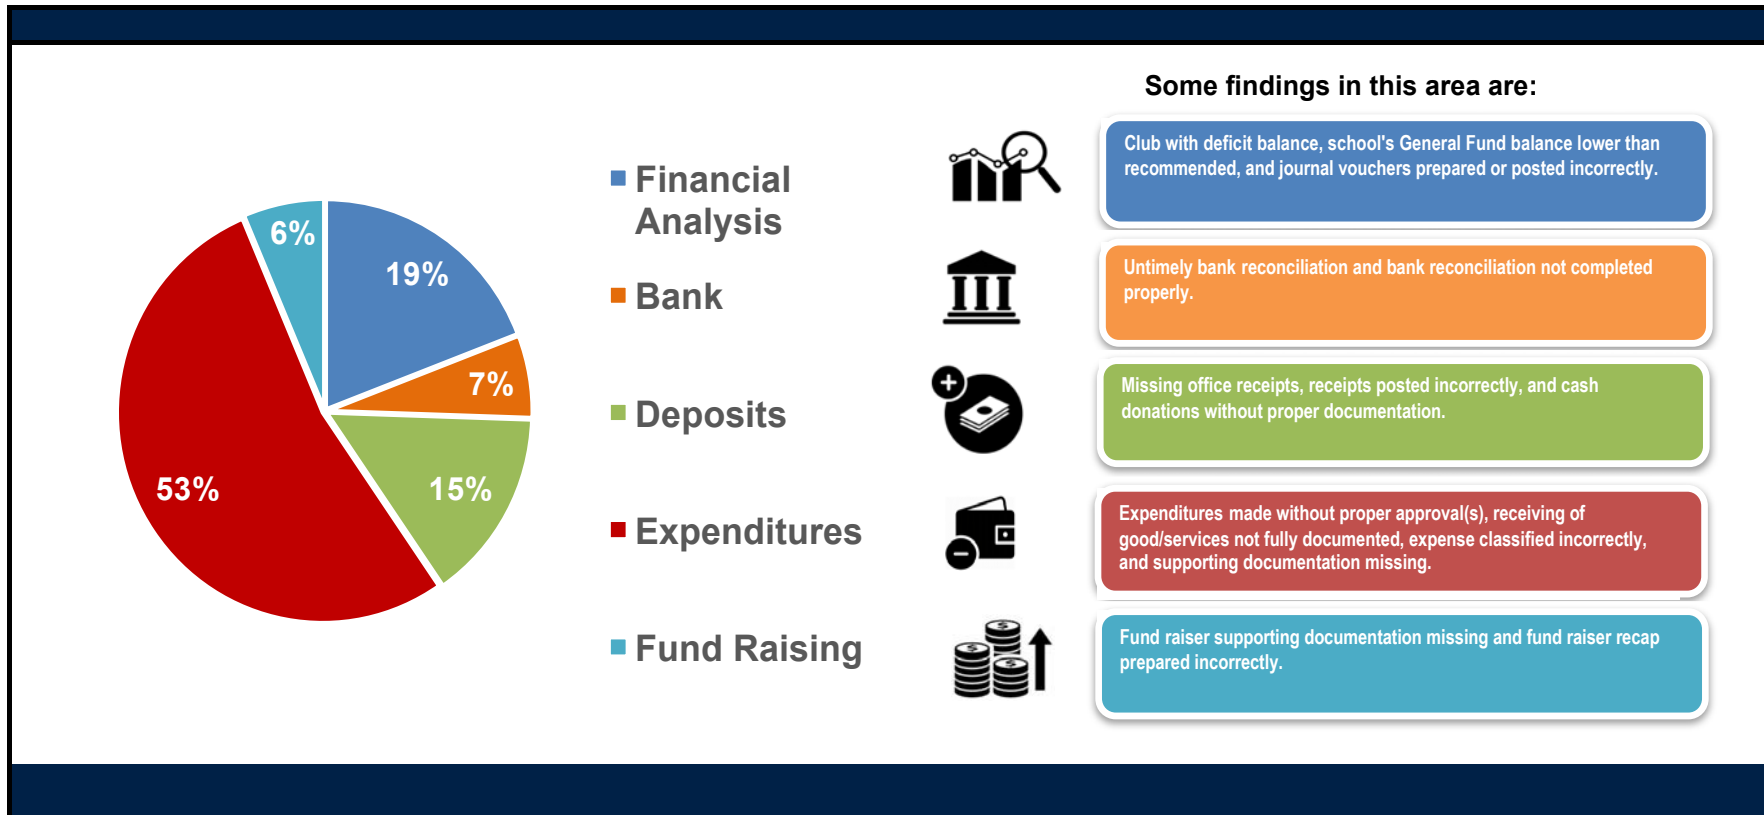 Some findings in this area are:
6%
19%
7%
15%
53%
Financial
Analysis
Bank
Deposits
Expenditures
Fund Raising
Club with deficit balance, school's General Fund balance lower than
recommended, and journal vouchers prepared or posted incorrectly.
Untimely bank reconciliation and bank reconciliation not completed
properly.
Missing office receipts, receipts posted incorrectly, and cash
donations without proper documentation.
Expenditures made without proper approval(s), receiving of
good/services not fully documented, expense classified incorrectly,
and supporting documentation missing.
Fund raiser supporting documentation missing and fund raiser recap
prepared incorrectly.